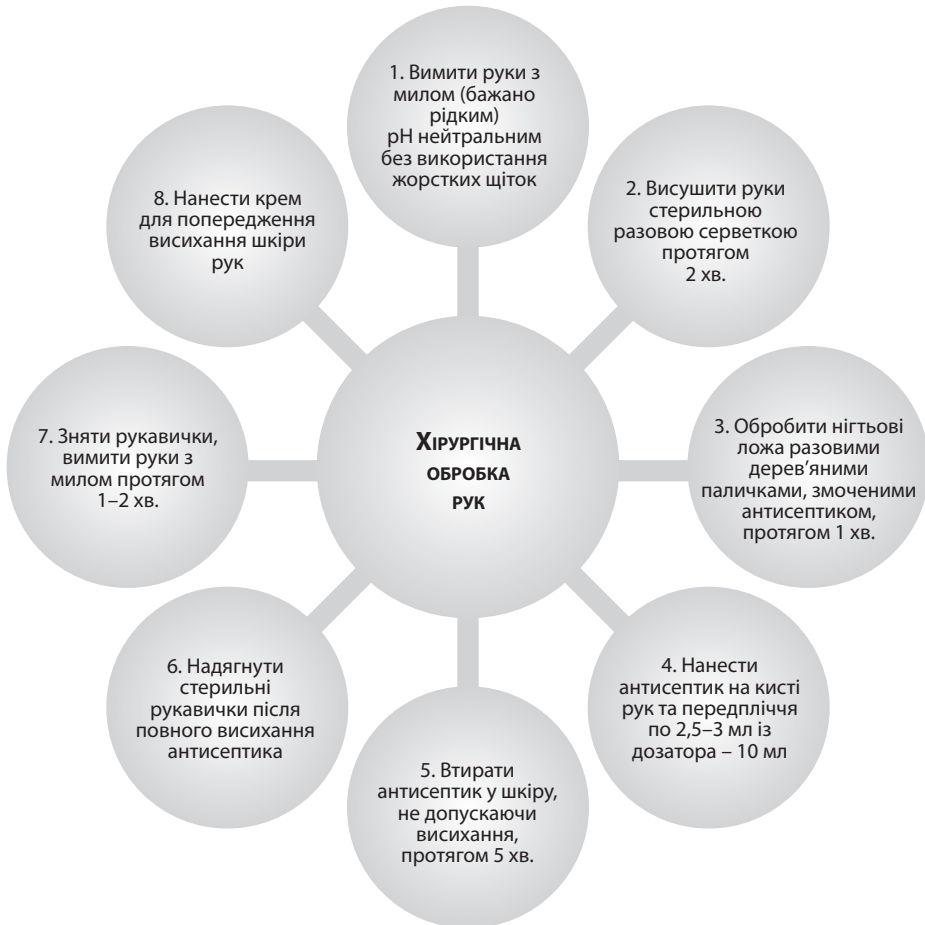 1. Вимити руки з
милом (бажано
рідким)
pH нейтральним
без використання
жорстких щіток
2. Висушити руки
стерильною
разовою серветкою
протягом
2 хв.
3. Обробити нігтьові
ложа разовими
дерев’яними
паличками, змоченими
антисептиком,
протягом 1 хв.
4. Нанести
антисептик на кисті
рук та передпліччя
по 2,5–3 мл із
дозатора – 10 мл
5. Втирати
антисептик у шкіру,
не допускаючи
висихання,
протягом 5 хв.
6. Надягнути
стерильні
рукавички після
повного висихання
антисептика
7. Зняти рукавички,
вимити руки з
милом протягом
1–2 хв.
8. Нанести крем
для попередження
висихання шкіри
рук
Хірургічна
обробка
рук